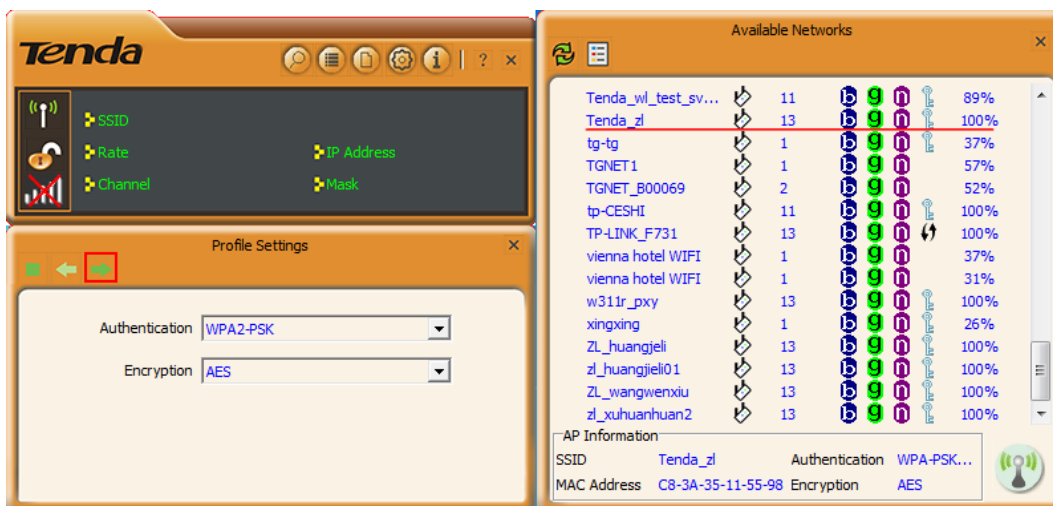 Tenda
? ×
SSID
Rate
IP Address
Channel
Mask
Profile Settings
×
Authentication WPA2-PSK
Encryption AES
Available Networks
×
Tenda_wl_test_sv... 11 b g n 89%
Tenda_zl 13 b g n 100%
tg-tg 1 b g n 37%
TGNET1 1 b g n 57%
TGNET_B00069 2 b g n 52%
tp-CESHI 11 b g n 100%
TP-LINK_F731 13 b g n 100%
vienna hotel WIFI 1 b g n 37%
vienna hotel WIFI 1 b g n 31%
w311r_pxy 13 b g n 100%
xingxing 1 b g n 26%
ZL_huangjeli 13 b g n 100%
zl_huangjieli01 13 b g n 100%
ZL_wangwenxiu 13 b g n 100%
zl_xuhuanhuan2 13 b g n 100%
AP Information
SSID Tenda_zl Authentication WPA-PSK...
MAC Address C8-3A-35-11-55-98 Encryption AES